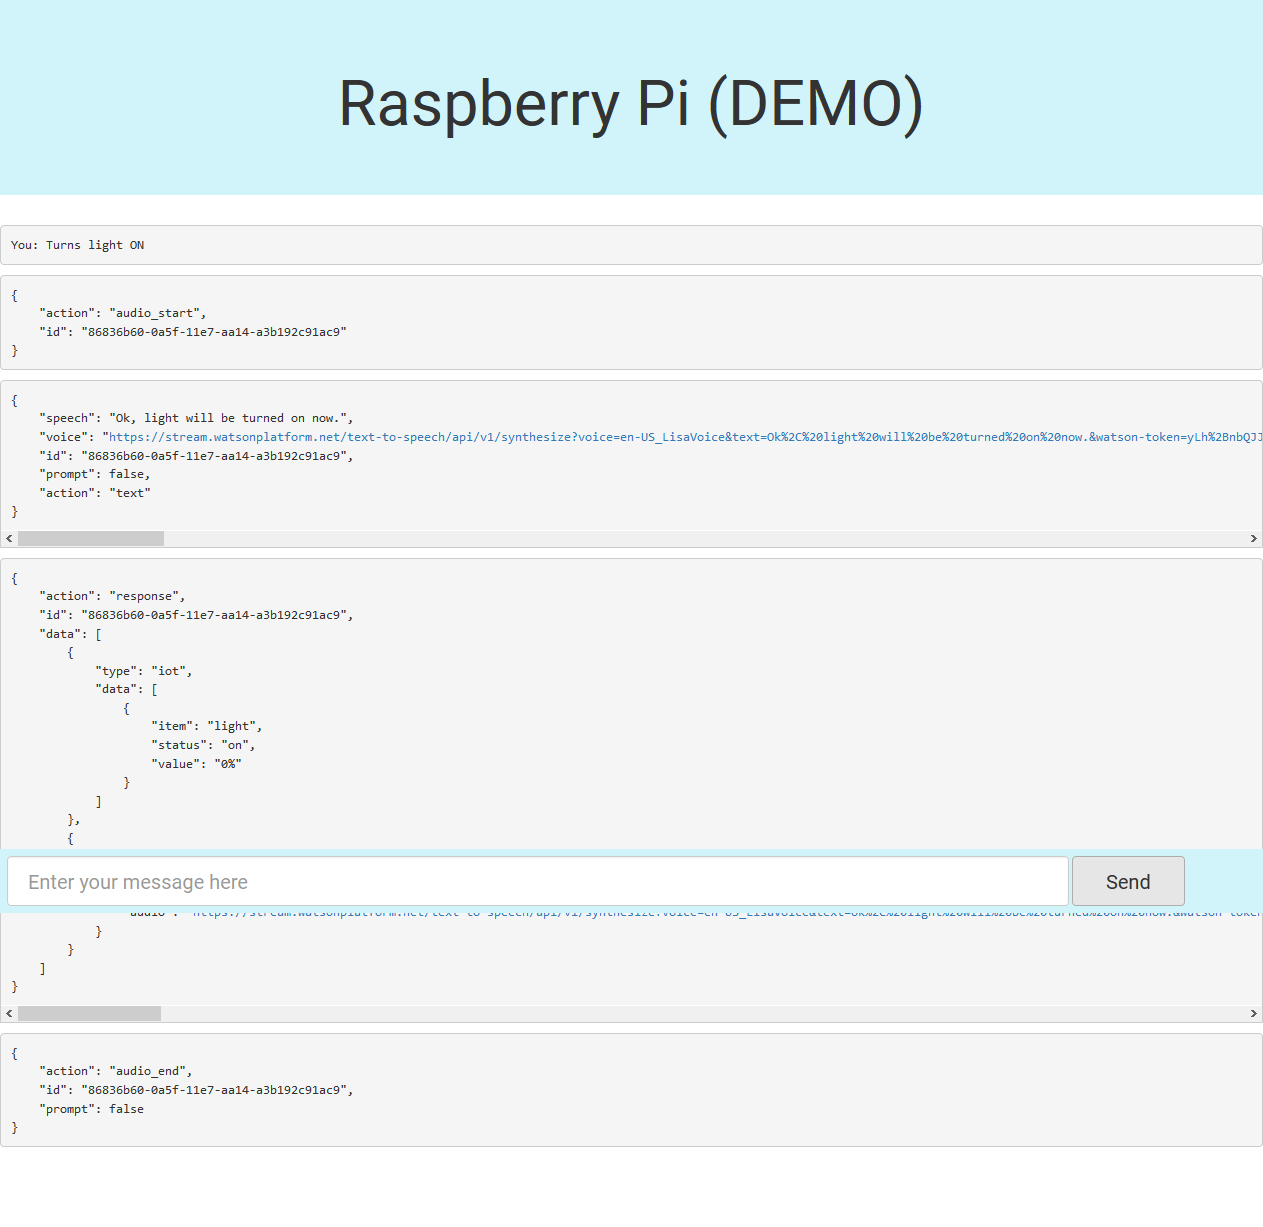 Raspberry Pi (DEMO)
You: Turns light ON
{
    "action": "audio_start",
    "id": "86836b60-0a5f-11e7-aa14-a3b192c91ac9"
}
{
    "speech": "Ok, light will be turned on now.",
    "voice": "https://stream.watsonplatform.net/text-to-speech/api/v1/synthesize?voice=en-US_LisaVoice&text=Ok%2C%20light%20will%20be%20turned%20on%20now.&watson-token=yLh%2BnbQJJ
    "id": "86836b60-0a5f-11e7-aa14-a3b192c91ac9",
    "prompt": false,
    "action": "text"
}
{
    "action": "response",
    "id": "86836b60-0a5f-11e7-aa14-a3b192c91ac9",
    "data": [
        {
            "type": "iot",
            "data": [
                {
                    "item": "light",
                    "status": "on",
                    "value": "0%"
                }
            ]
        },
        {
Enter your message here
Send
"audio": "https://stream.watsonplatform.net/text-to-speech/api/v1/synthesize?voice=en-US_LisaVoice&text=Ok%2C%20light%20will%20be%20turned%20on%20now.&watson-token
            }
        }
    ]
}
{
    "action": "audio_end",
    "id": "86836b60-0a5f-11e7-aa14-a3b192c91ac9",
    "prompt": false
}